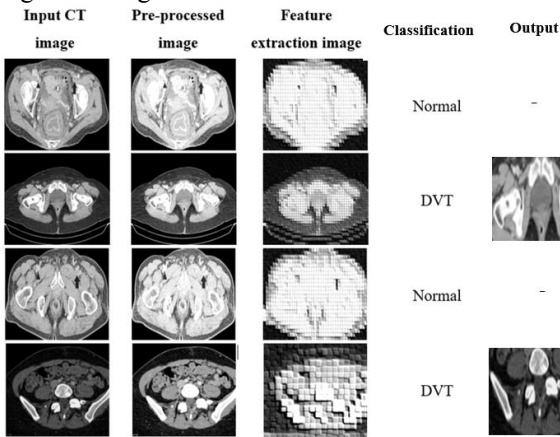 Input CT image
Pre-processed image
Feature extraction image
Classification
Output
Normal
-
DVT
Normal
-
DVT